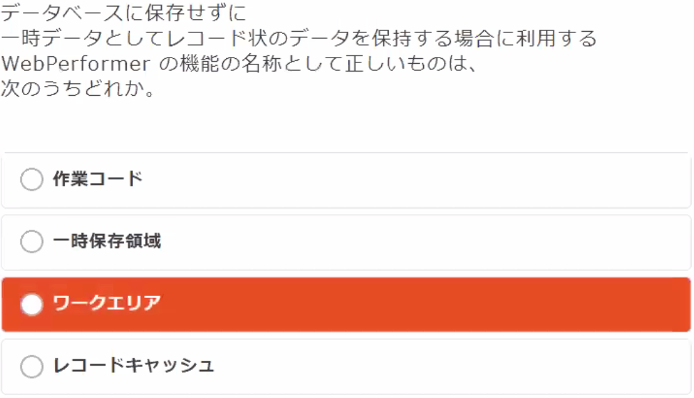 データベースに保存せずに
一時データとしてレコード状のデータを保持する場合に利用する
WebPerformer の機能の名称として正しいものは、
次のうちどれか。
作業コード
一時保存領域
ワークエリア
レコードキャッシュ